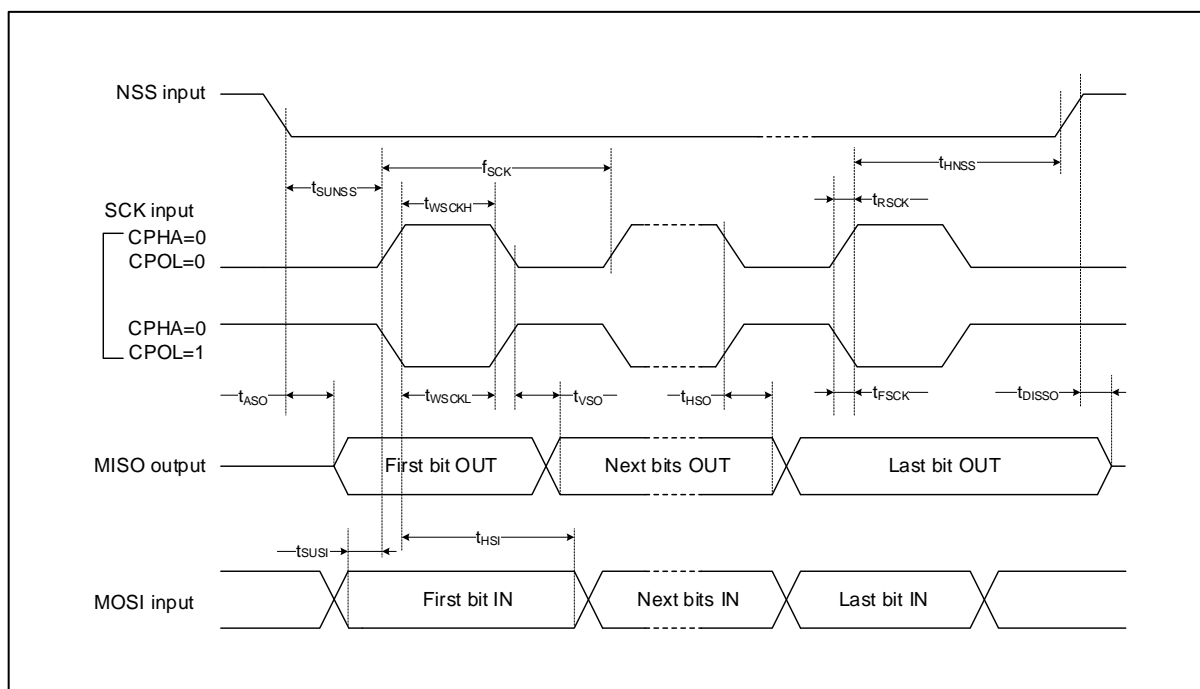 NSS input
fSCK
tHNSS
tSUNSS
tWSCKH
tRSCK
SCK input
CPHA=0
CPOL=0
CPHA=0
CPOL=1
tASO
tWSCKL
tVSO
tHSO
tFSCK
tDISSO
MISO output
First bit OUT
Next bits OUT
Last bit OUT
tSUSI
tHSI
MOSI input
First bit IN
Next bits IN
Last bit IN